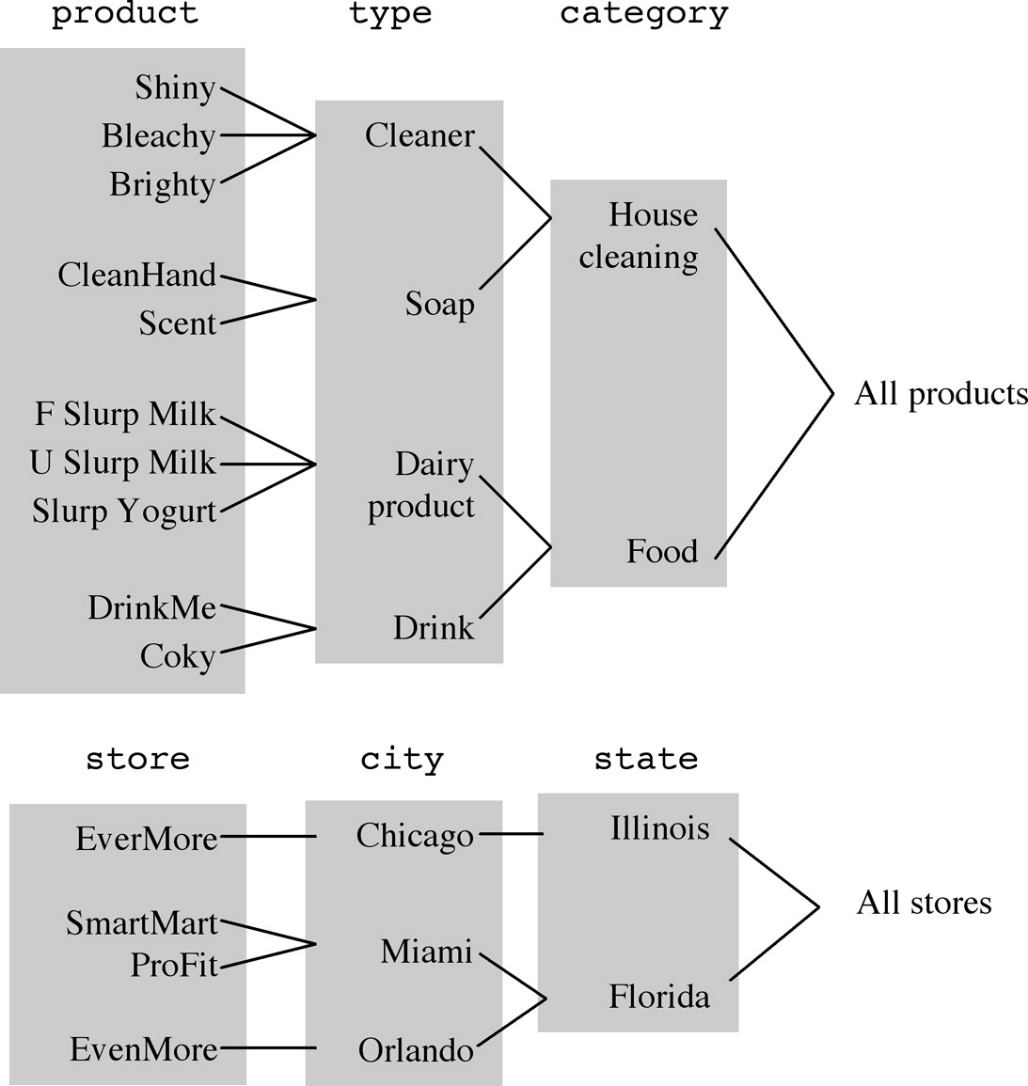 product type category
Shiny
Bleachy
Brighty
Cleaner
CleanHand
Scent
Soap
House
cleaning
F Slurp Milk
U Slurp Milk
Slurp Yogurt
Dairy
product
DrinkMe
Coky
Drink
Food
All products
store city state
EverMore
Chicago
Illinois
SmartMart
ProFit
Miami
EvenMore
Orlando
Florida
All stores